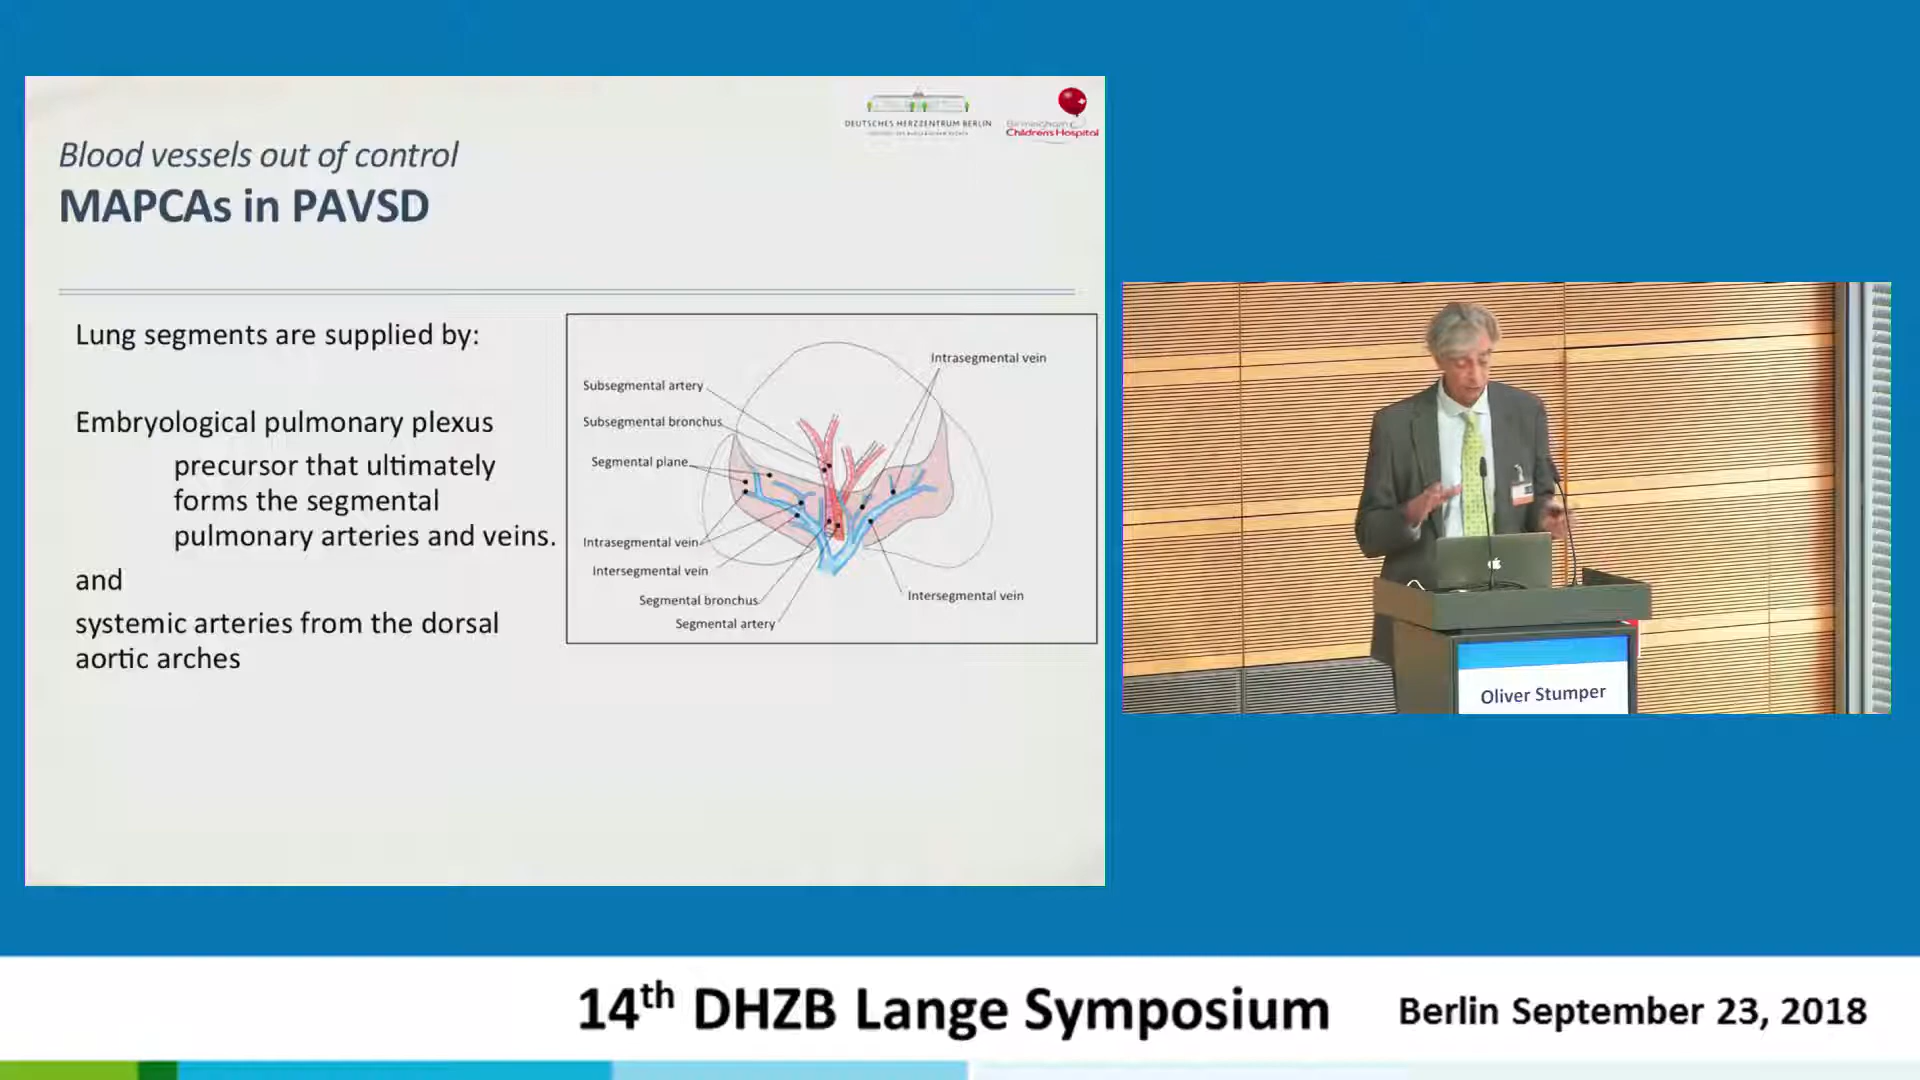 DEUTSCHES HERZZENTRUM BERLIN
Birmingham
Children's Hospital
Blood vessels out of control
MAPCAs in PAVSD
Lung segments are supplied by:
Embryological pulmonary plexus
precursor that ultimately
forms the segmental
pulmonary arteries and veins.
and
systemic arteries from the dorsal
aortic arches
Intrasegmental vein
Subsegmental artery
Subsegmental bronchus
Segmental plane
Intrasegmental vein
Intersegmental vein
Segmental bronchus
Segmental artery
Intersegmental vein
Oliver Stumper
14th DHZB Lange Symposium
Berlin September 23, 2018